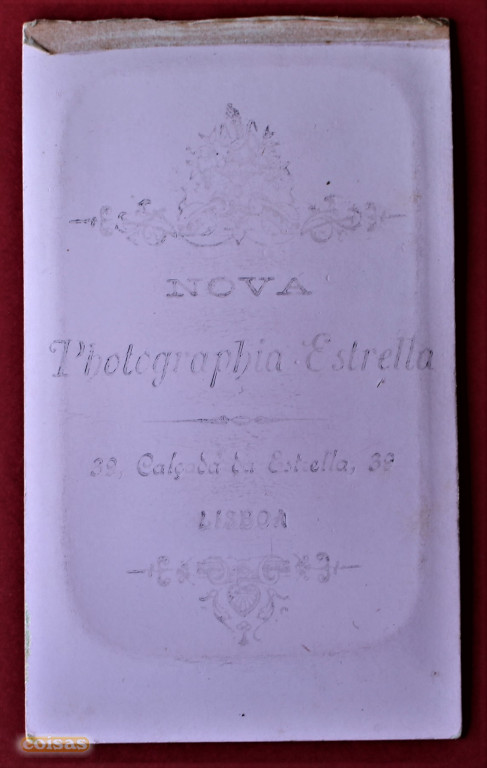 NOVA
Photographia Estrella
39, Calçada da Estrella, 39
LISBOA
coisas